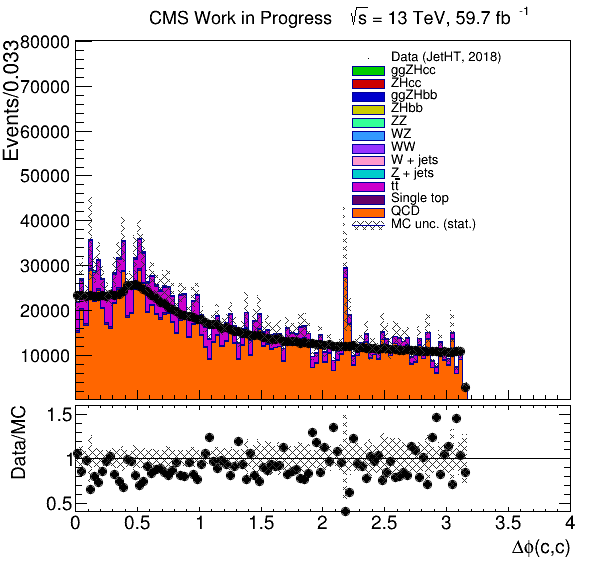 CMS Work in Progress √s = 13 TeV, 59.7 fb -1
Events/0.033
80000
70000
60000
50000
40000
30000
20000
10000
Data (JetHT, 2018)
ggZHcc
ZHcc
ggZHbb
ZHbb
ZZ
WZ
WW
W + jets
Z + jets
tt̄
Single top
QCD
MC unc. (stat.)
Data/MC
1.5
1
0.5
0 0.5 1 1.5 2 2.5 3 3.5 4
Δϕ(c,c)